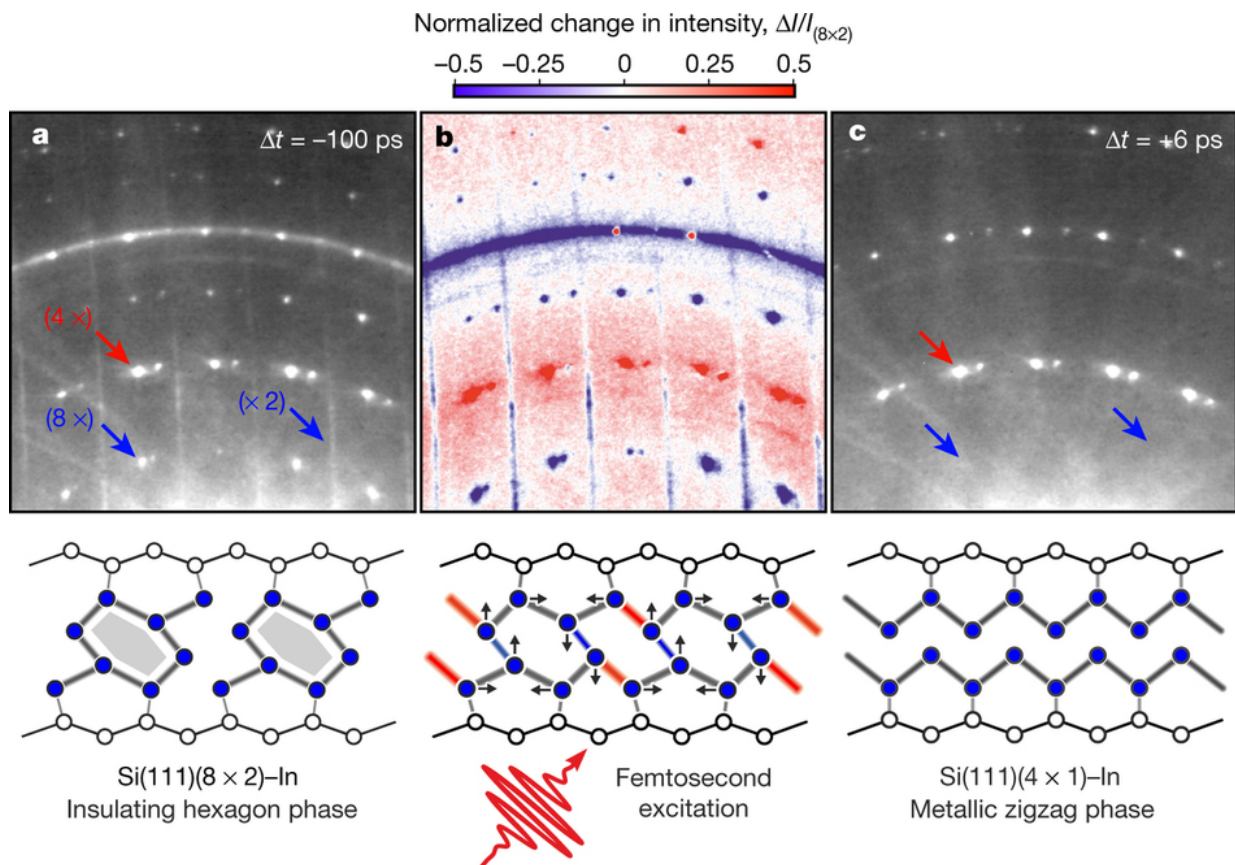 Normalized change in intensity, ΔI/I(8×2)
−0.5 −0.25 0 0.25 0.5
a Δt = −100 ps b c Δt = +6 ps
(4 ×)
(× 2)
(8 ×)
Si(111)(8 × 2)–In
Insulating hexagon phase
Femtosecond
excitation
Si(111)(4 × 1)–In
Metallic zigzag phase